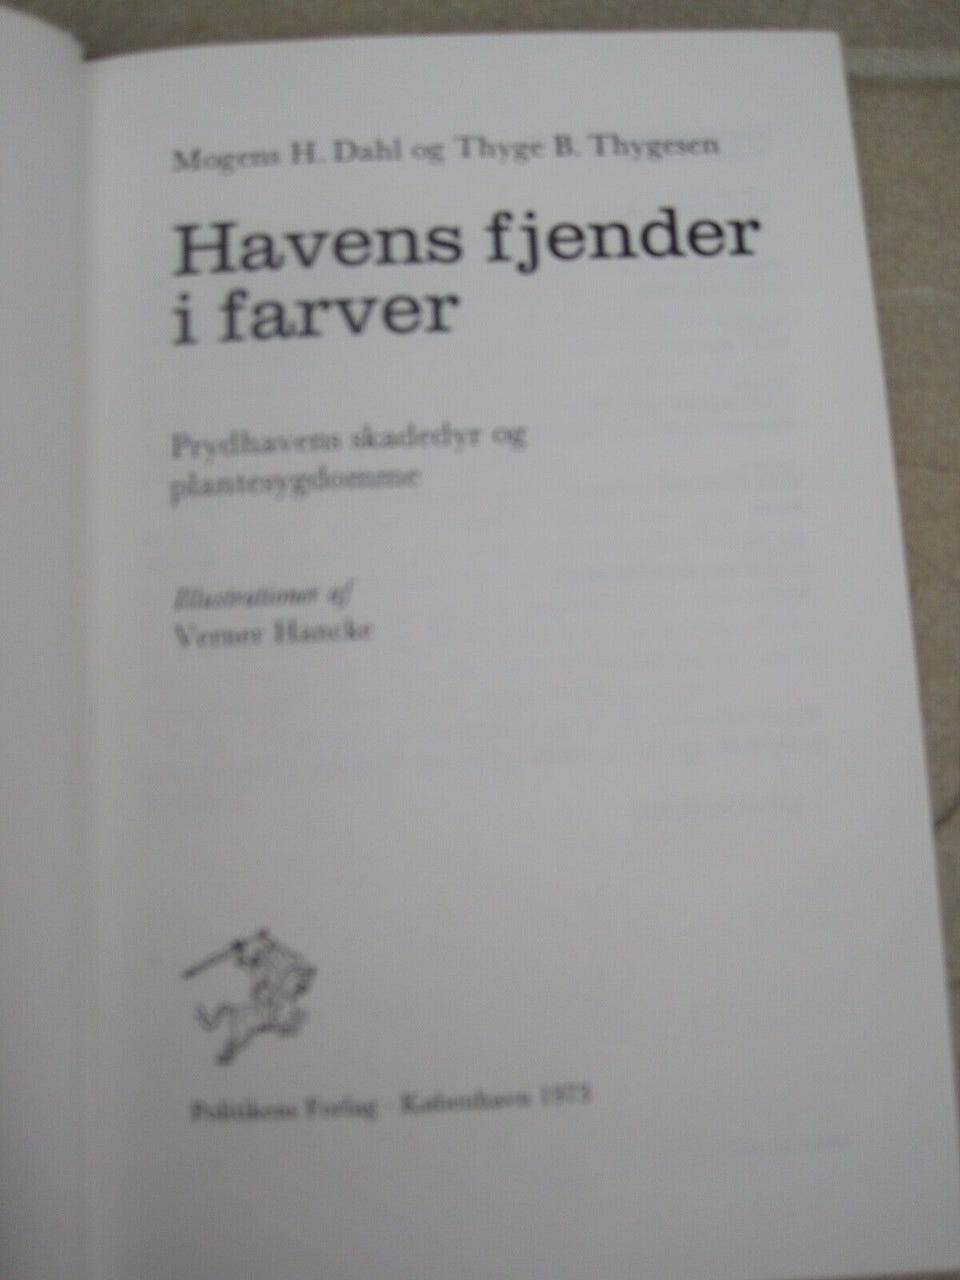 Mogens H. Dahl og Thyge B. Thygesen
Havens fjender
i farver
Prydhavens skadedyr og
plantesygdomme
Illustrationer af
Verner Hancke
Politikens Forlag · København